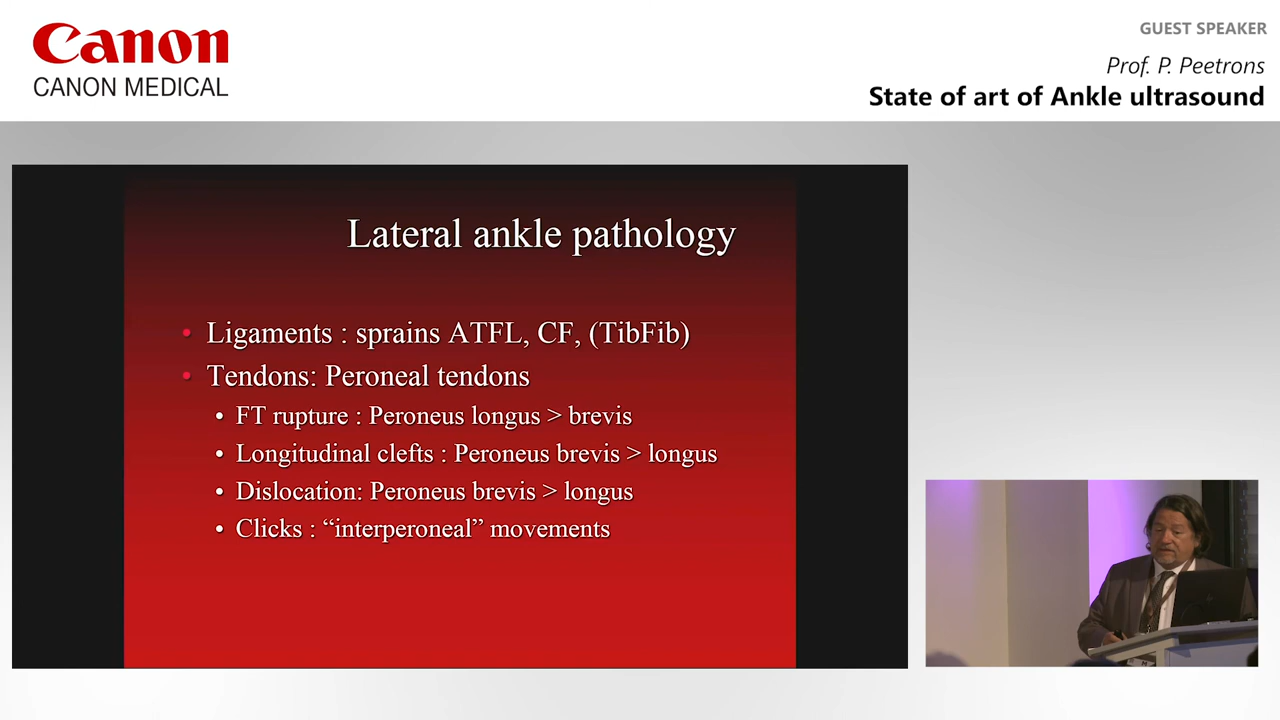 Canon
CANON MEDICAL
GUEST SPEAKER
Prof. P. Peetrons
State of art of Ankle ultrasound
Lateral ankle pathology
• Ligaments : sprains ATFL, CF, (TibFib)
• Tendons: Peroneal tendons
• FT rupture : Peroneus longus > brevis
• Longitudinal clefts : Peroneus brevis > longus
• Dislocation: Peroneus brevis > longus
• Clicks : “interperoneal” movements